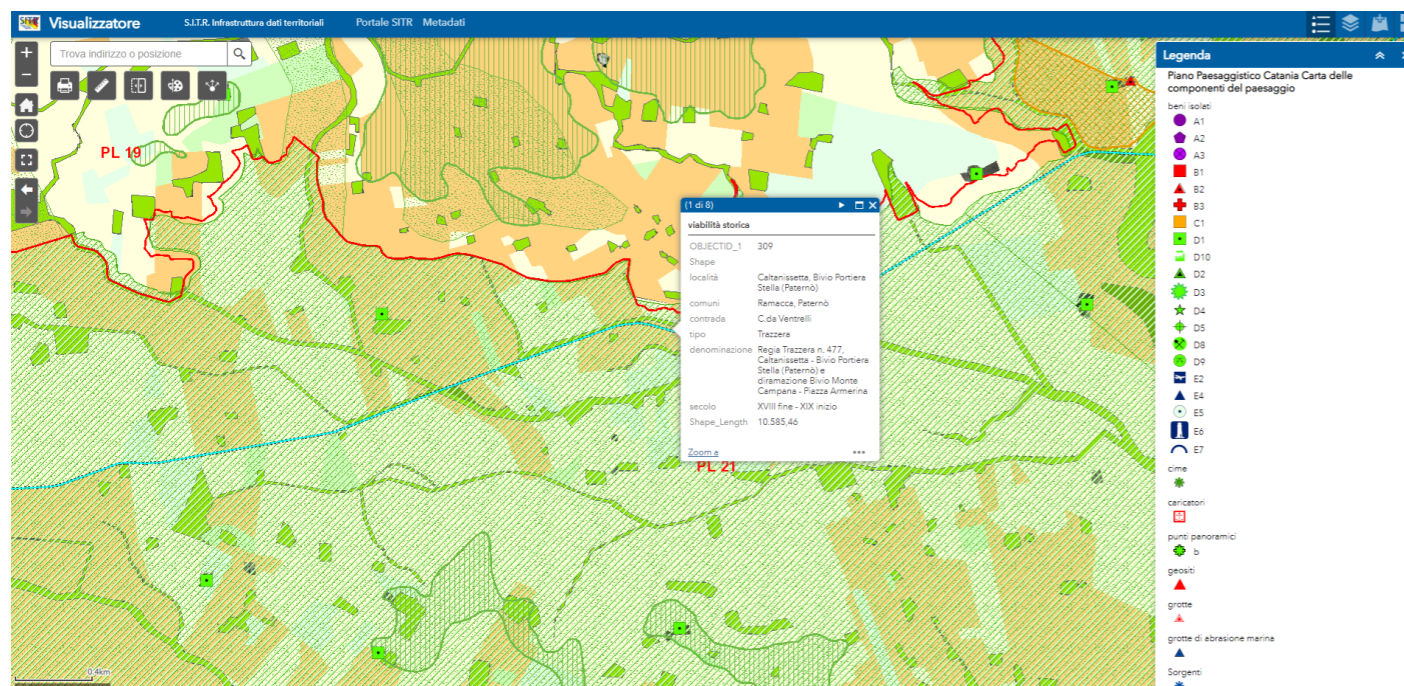 SITR Visualizzatore S.I.T.R. Infrastruttura dati territoriali Portale SITR Metadati
Trova indirizzo o posizione
PL 19
PL 21
0,4km
(1 di 8)
viabilità storica
OBJECTID_1 309
Shape
località Caltanissetta, Bivio Portiera
Stella (Paternò)
comuni Ramacca, Paternò
contrada C.da Ventrelli
tipo Trazzera
denominazione Regia Trazzera n. 477,
Caltanissetta - Bivio Portiera
Stella (Paternò) e
diramazione Bivio Monte
Campana - Piazza Armerina
secolo XVIII fine - XIX inizio
Shape_Length 10.585,46
Zoom a
Legenda
Piano Paesaggistico Catania Carta delle
componenti del paesaggio
beni isolati
A1
A2
A3
B1
B2
B3
C1
D1
D10
D2
D3
D4
D5
D8
D9
E2
E4
E5
E6
E7
cime
caricatori
punti panoramici
b
geositi
grotte
grotte di abrasione marina
Sorgenti